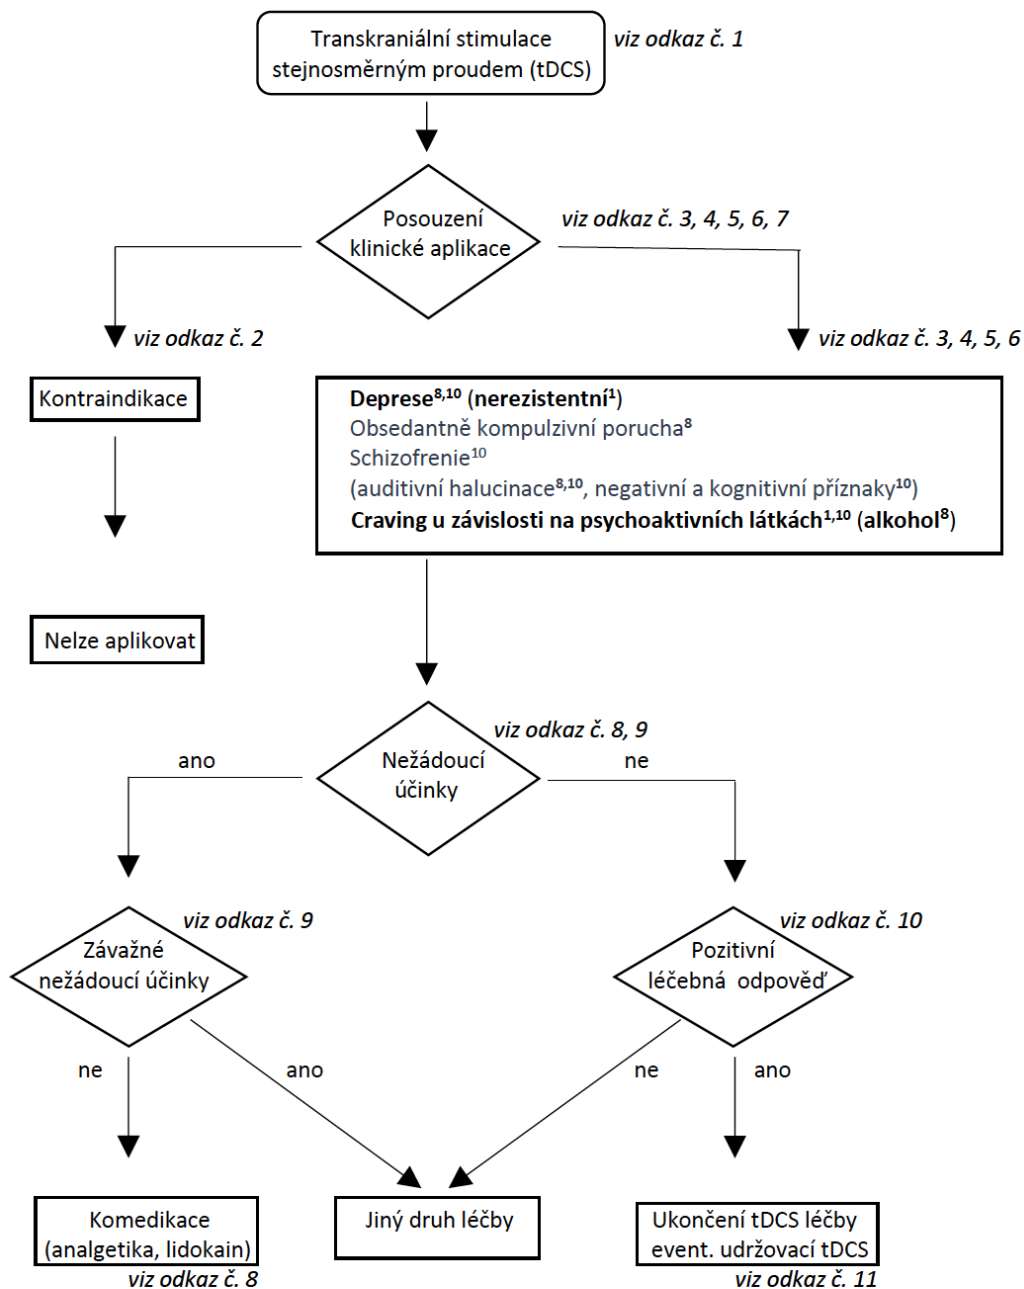 Transkraniální stimulace
stejnosměrným proudem (tDCS)
viz odkaz č. 1
Posouzení
klinické aplikace
viz odkaz č. 3, 4, 5, 6, 7
viz odkaz č. 2
viz odkaz č. 3, 4, 5, 6
Kontraindikace
Deprese⁸,¹⁰ (nerezistentní¹)
Obsedantně kompulzivní porucha⁸
Schizofrenie¹⁰
(auditivní halucinace⁸,¹⁰, negativní a kognitivní příznaky¹⁰)
Craving u závislosti na psychoaktivních látkách¹,¹⁰ (alkohol⁸)
Nelze aplikovat
viz odkaz č. 8, 9
ano
Nežádoucí
účinky
ne
viz odkaz č. 9
Závažné
nežádoucí účinky
viz odkaz č. 10
Pozitivní
léčebná odpověď
ne
ano
ne
ano
Komedikace
(analgetika, lidokain)
viz odkaz č. 8
Jiný druh léčby
Ukončení tDCS léčby
event. udržovací tDCS
viz odkaz č. 11